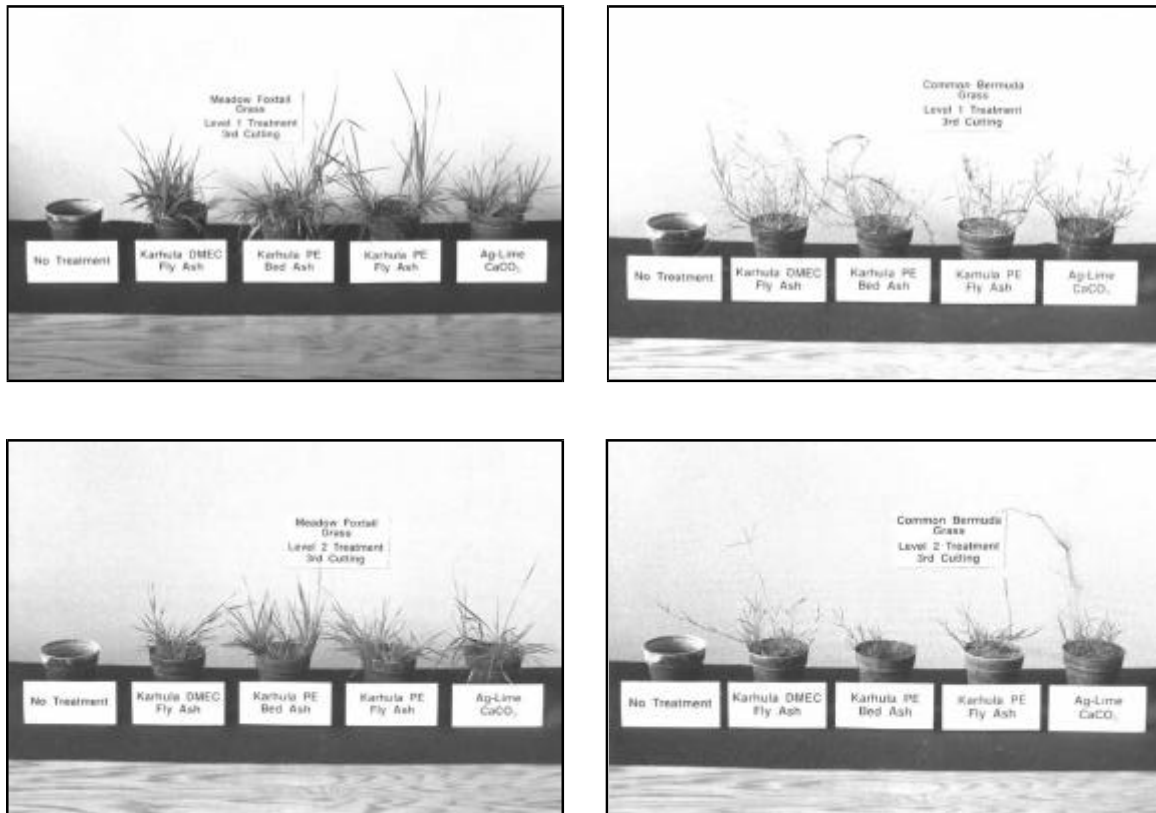 Meadow Foxtail
Grass
Level 1 Treatment
3rd Cutting
No Treatment
Karhula DMEC
Fly Ash
Karhula PE
Bed Ash
Karhula PE
Fly Ash
Ag-Lime
CaCO₃
Common Bermuda
Grass
Level 1 Treatment
3rd Cutting
No Treatment
Karhula DMEC
Fly Ash
Karhula PE
Bed Ash
Karhula PE
Fly Ash
Ag-Lime
CaCO₃
Meadow Foxtail
Grass
Level 2 Treatment
3rd Cutting
No Treatment
Karhula DMEC
Fly Ash
Karhula PE
Bed Ash
Karhula PE
Fly Ash
Ag-Lime
CaCO₃
Common Bermuda
Grass
Level 2 Treatment
3rd Cutting
No Treatment
Karhula DMEC
Fly Ash
Karhula PE
Bed Ash
Karhula PE
Fly Ash
Ag-Lime
CaCO₃